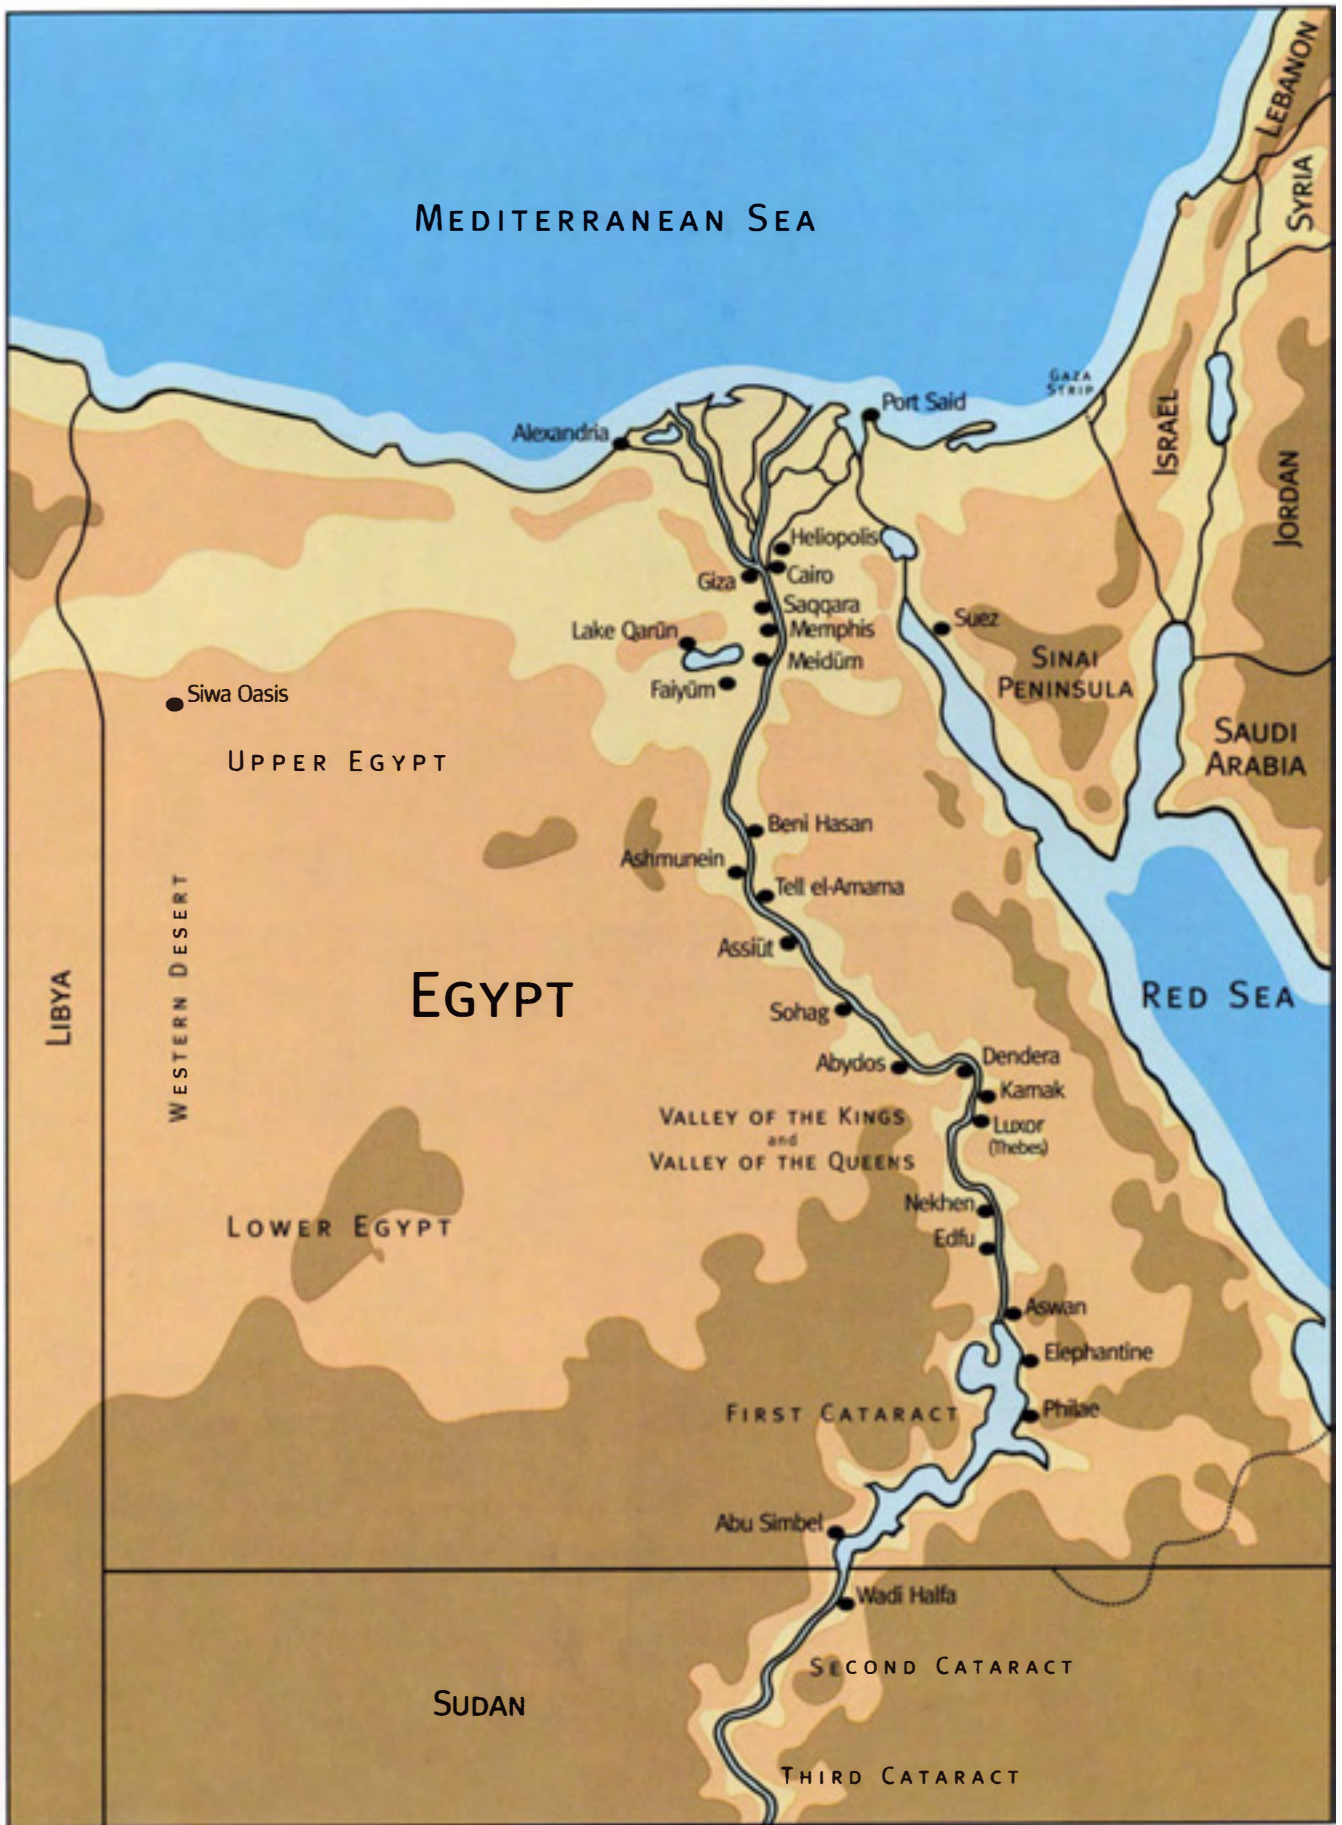 LEBANON
SYRIA
MEDITERRANEAN SEA
GAZA
STRIP
Port Said
Alexandria
ISRAEL
JORDAN
Heliopolis
Giza
Cairo
Saqqara
Lake Qarūn
Memphis
Suez
Meidūm
SINAI
PENINSULA
Faiyūm
Siwa Oasis
SAUDI
ARABIA
UPPER EGYPT
Beni Hasan
Ashmunein
Tell el-Amarna
WESTERN DESERT
Assiūt
LIBYA
EGYPT
RED SEA
Sohag
Abydos
Dendera
Karnak
VALLEY OF THE KINGS
and
VALLEY OF THE QUEENS
Luxor
(Thebes)
Nekhen
LOWER EGYPT
Edfu
Aswan
Elephantine
FIRST CATARACT
Philae
Abu Simbel
Wadi Halfa
SECOND CATARACT
SUDAN
THIRD CATARACT